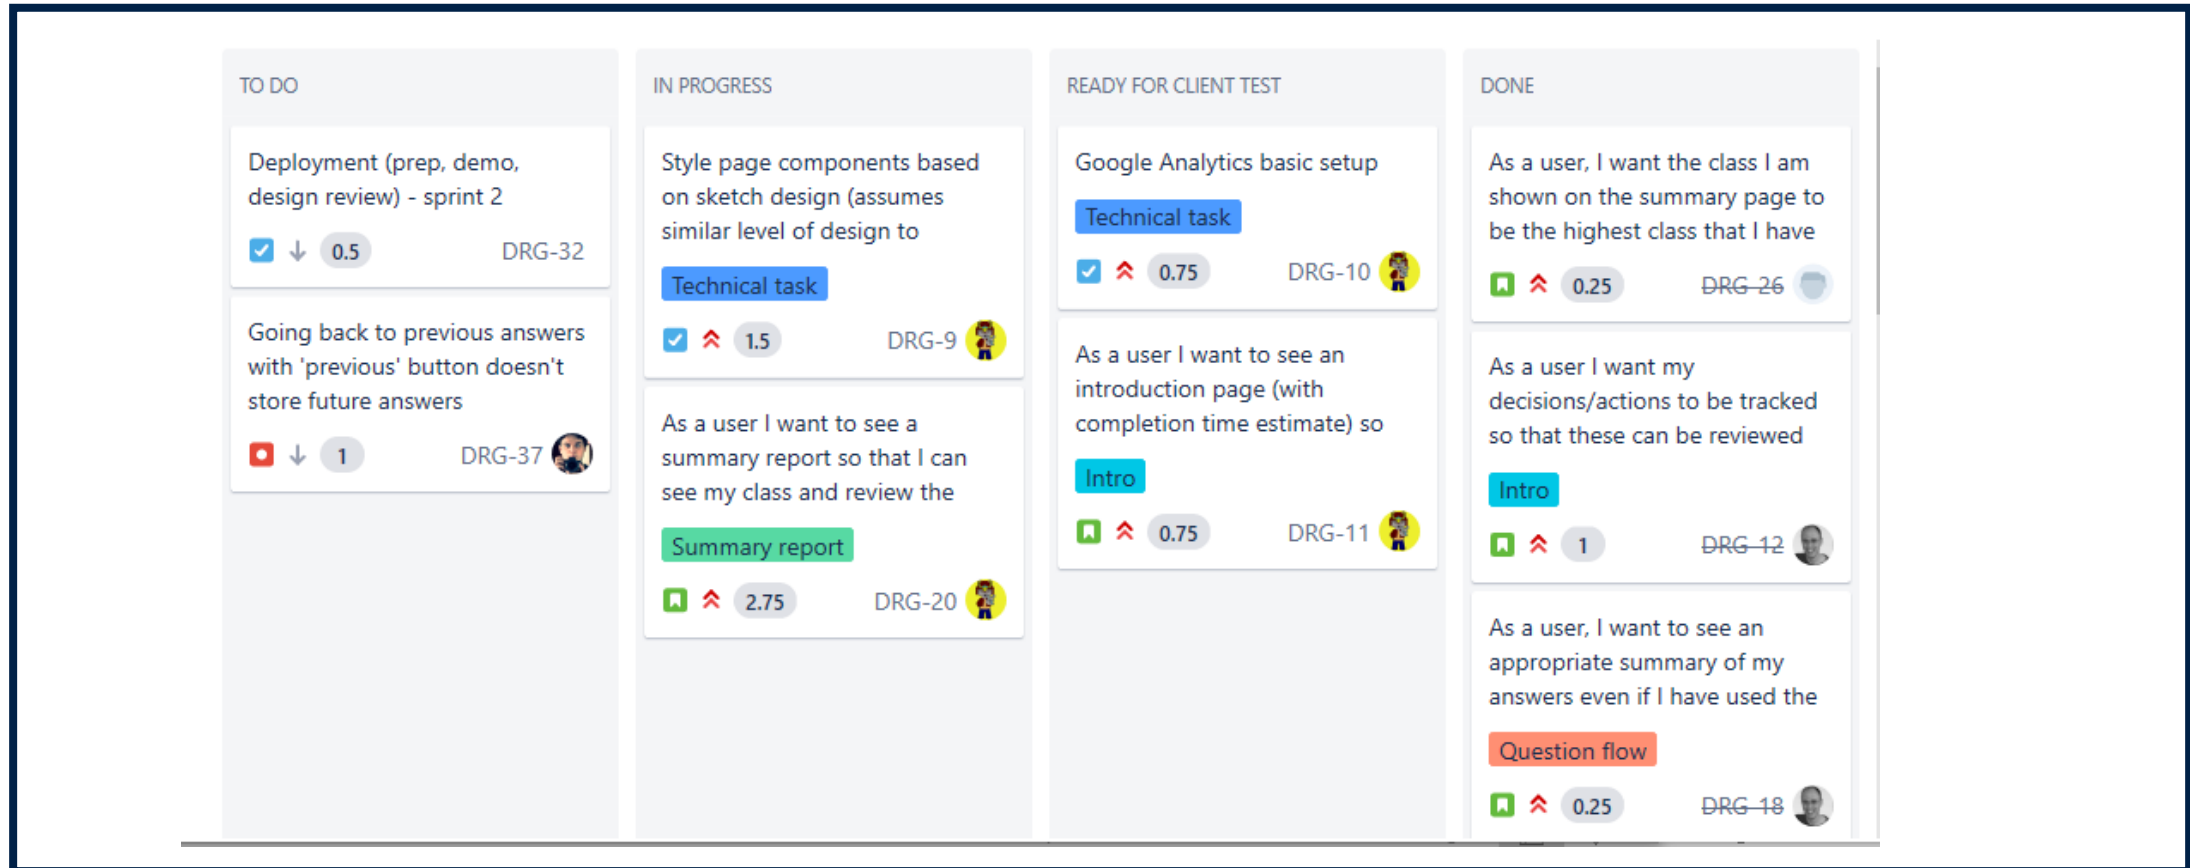 TO DO
Deployment (prep, demo,
design review) - sprint 2
0.5 DRG-32
Going back to previous answers
with 'previous' button doesn't
store future answers
1 DRG-37
IN PROGRESS
Style page components based
on sketch design (assumes
similar level of design to
Technical task
1.5 DRG-9
As a user I want to see a
summary report so that I can
see my class and review the
Summary report
2.75 DRG-20
READY FOR CLIENT TEST
Google Analytics basic setup
Technical task
0.75 DRG-10
As a user I want to see an
introduction page (with
completion time estimate) so
Intro
0.75 DRG-11
DONE
As a user, I want the class I am
shown on the summary page to
be the highest class that I have
0.25 DRG-26
As a user I want my
decisions/actions to be tracked
so that these can be reviewed
Intro
1 DRG-12
As a user, I want to see an
appropriate summary of my
answers even if I have used the
Question flow
0.25 DRG-18